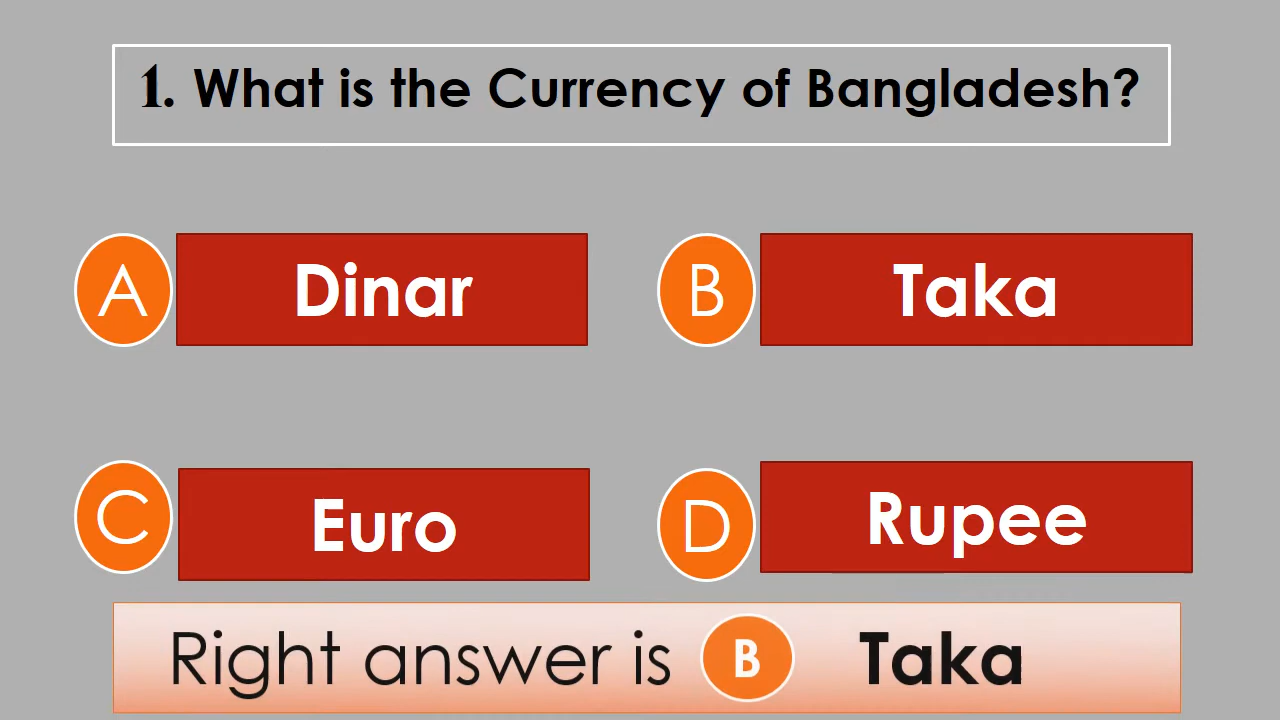 1. What is the Currency of Bangladesh?
A Dinar
B Taka
C Euro
D Rupee
Right answer is B Taka